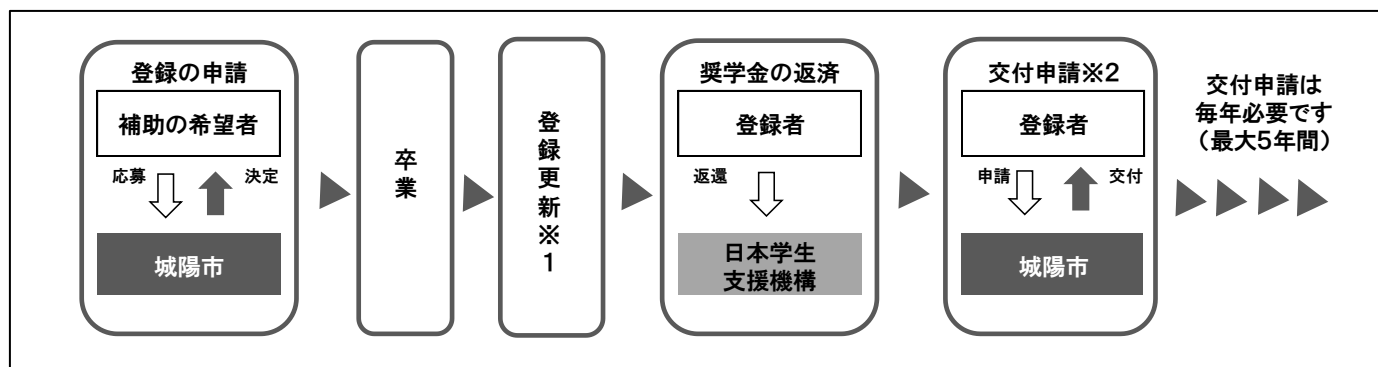 登録の申請
補助の希望者
応募
決定
城陽市
卒業
登録更新※1
奨学金の返済
登録者
返還
日本学生
支援機構
交付申請※2
登録者
申請
交付
城陽市
交付申請は
毎年必要です
（最大5年間）